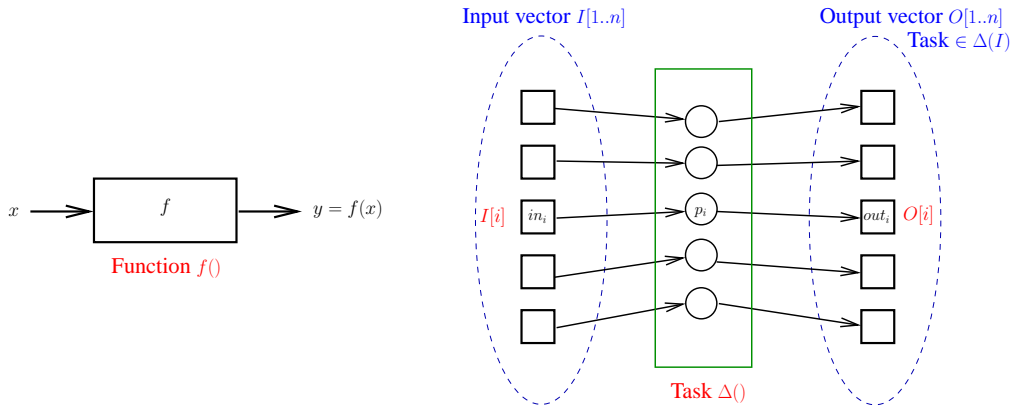 x
f
y = f(x)
Function f()
Input vector I[1..n]
I[i]
in_i
p_i
Task Δ()
Output vector O[1..n]
Task ∈ Δ(I)
out_i
O[i]